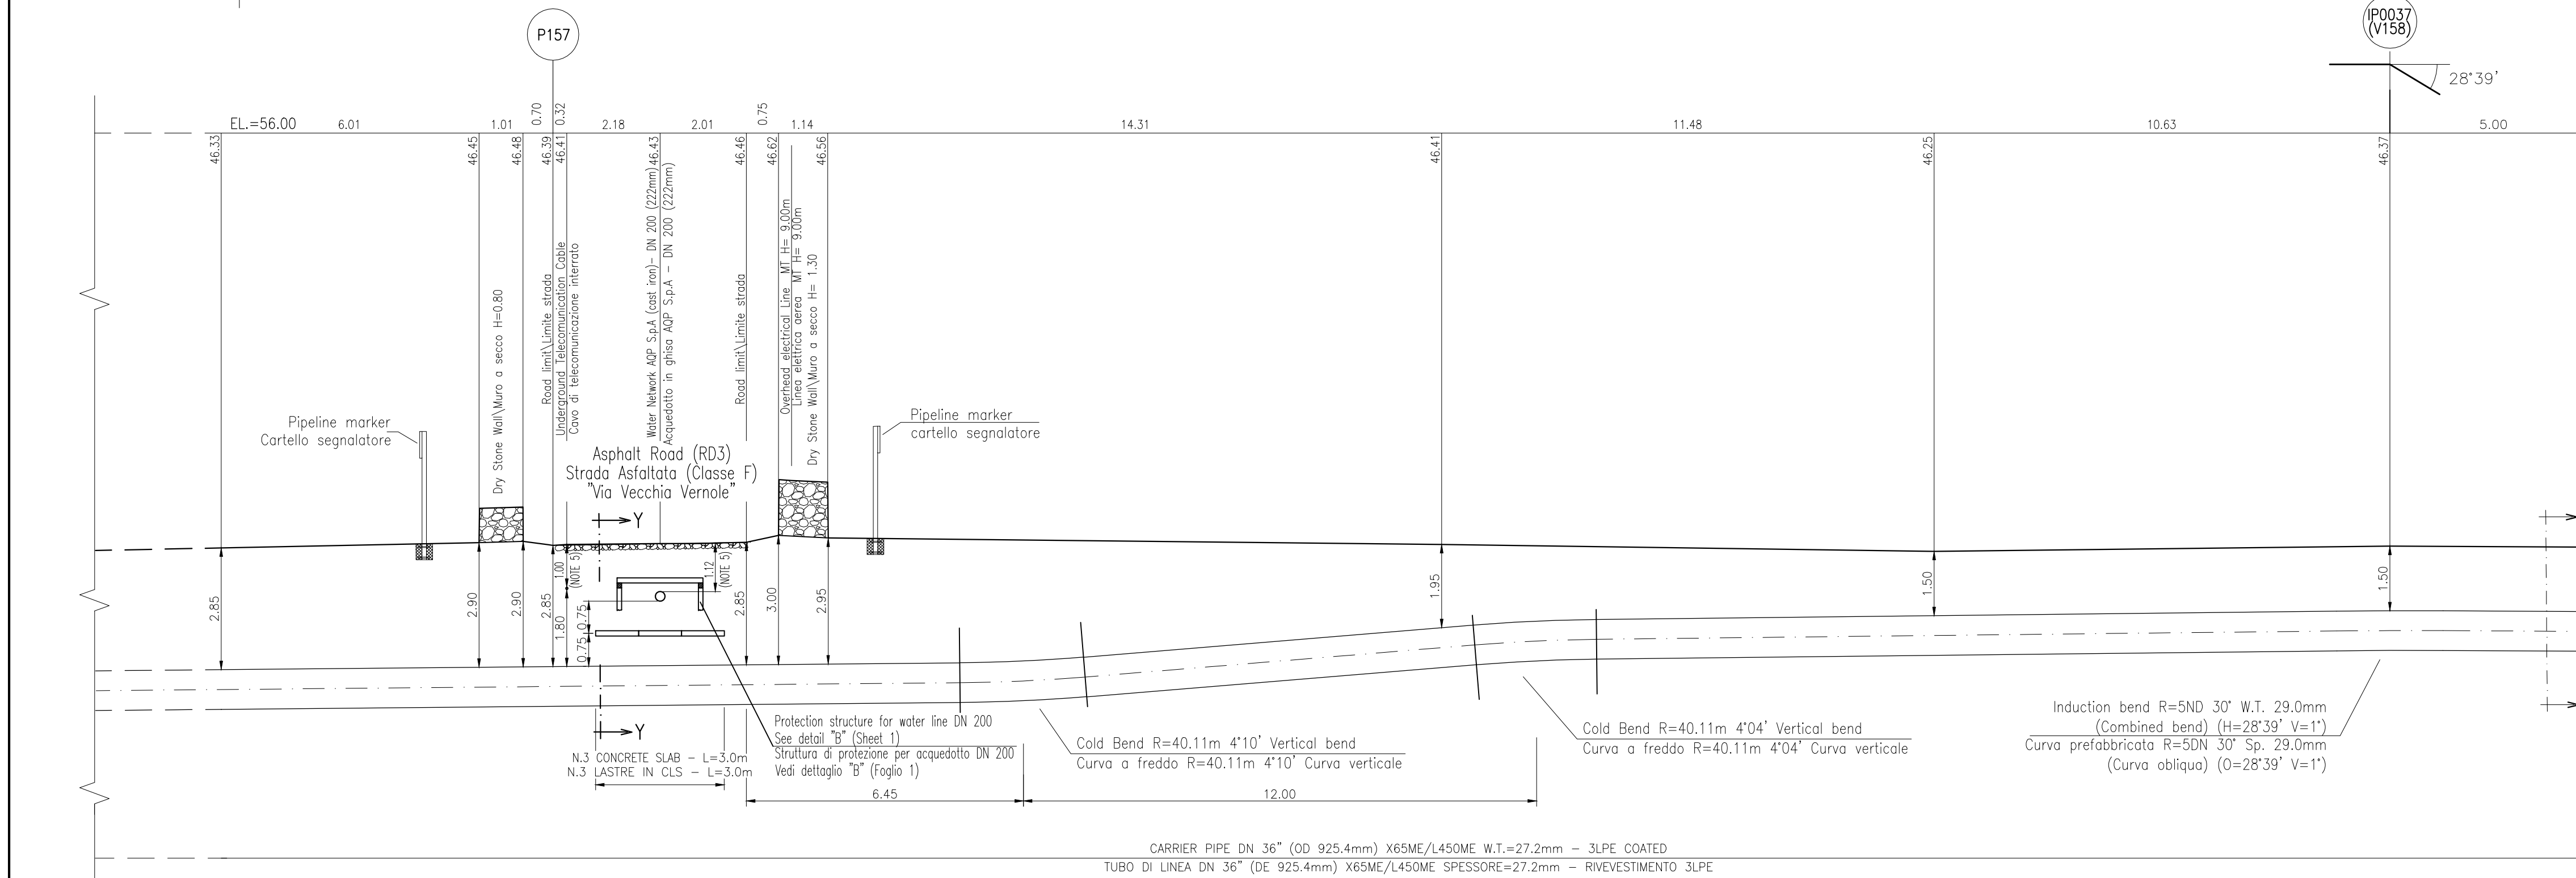 P157
IP0037
(V158)
28°39'
EL.=56.00
6.01
1.01
0.70
0.32
2.18
2.01
0.75
1.14
14.31
11.48
10.63
5.00
46.33
46.45
46.48
46.39
46.41
46.43
46.46
46.62
46.56
46.41
46.25
46.37
Dry Stone Wall\Muro a secco H=0.80
Road limit\Limite strada
Underground Telecomunication Cable
Cavo di telecomunicazione interrato
Water Network AQP S.p.A (cast iron)- DN 200 (222mm)
Acquedotto in ghisa AQP S.p.A - DN 200 (222mm)
Road limit\Limite strada
Overhead electrical Line MT H= 9.00m
Linea elettrica aerea MT H= 9.00m
Dry Stone Wall\Muro a secco H= 1.30
Pipeline marker
Cartello segnalatore
Pipeline marker
cartello segnalatore
Asphalt Road (RD3)
Strada Asfaltata (Classe F)
"Via Vecchia Vernole"
Y
1.00
(NOTE 5)
1.12
(NOTE 5)
2.85
2.90
2.90
2.85
1.80
0.75
0.75
2.85
3.00
2.95
1.95
1.50
1.50
Y
Protection structure for water line DN 200
See detail "B" (Sheet 1)
Struttura di protezione per acquedotto DN 200
Vedi dettaglio "B" (Foglio 1)
N.3 CONCRETE SLAB - L=3.0m
N.3 LASTRE IN CLS - L=3.0m
Cold Bend R=40.11m 4°10' Vertical bend
Curva a freddo R=40.11m 4°10' Curva verticale
Cold Bend R=40.11m 4°04' Vertical bend
Curva a freddo R=40.11m 4°04' Curva verticale
Induction bend R=5ND 30° W.T. 29.0mm
(Combined bend) (H=28°39' V=1°)
Curva prefabbricata R=5DN 30° Sp. 29.0mm
(Curva obliqua) (O=28°39' V=1°)
6.45
12.00
CARRIER PIPE DN 36" (OD 925.4mm) X65ME/L450ME W.T.=27.2mm - 3LPE COATED
TUBO DI LINEA DN 36" (DE 925.4mm) X65ME/L450ME SPESSORE=27.2mm - RIVEVESTIMENTO 3LPE